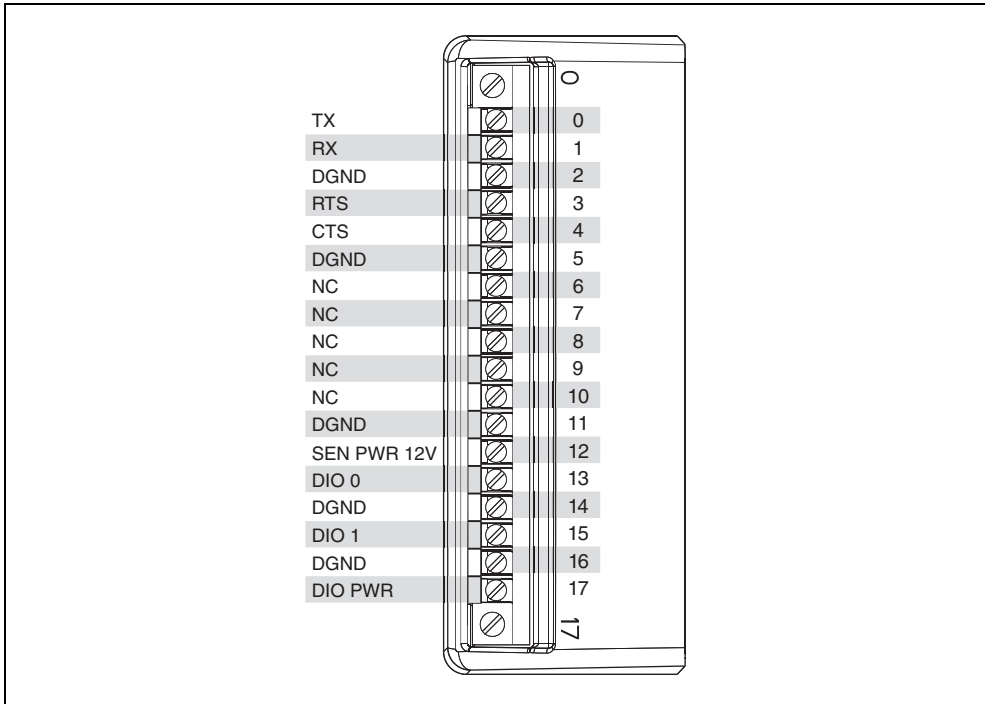 0
TX 0
RX 1
DGND 2
RTS 3
CTS 4
DGND 5
NC 6
NC 7
NC 8
NC 9
NC 10
DGND 11
SEN PWR 12V 12
DIO 0 13
DGND 14
DIO 1 15
DGND 16
DIO PWR 17
17